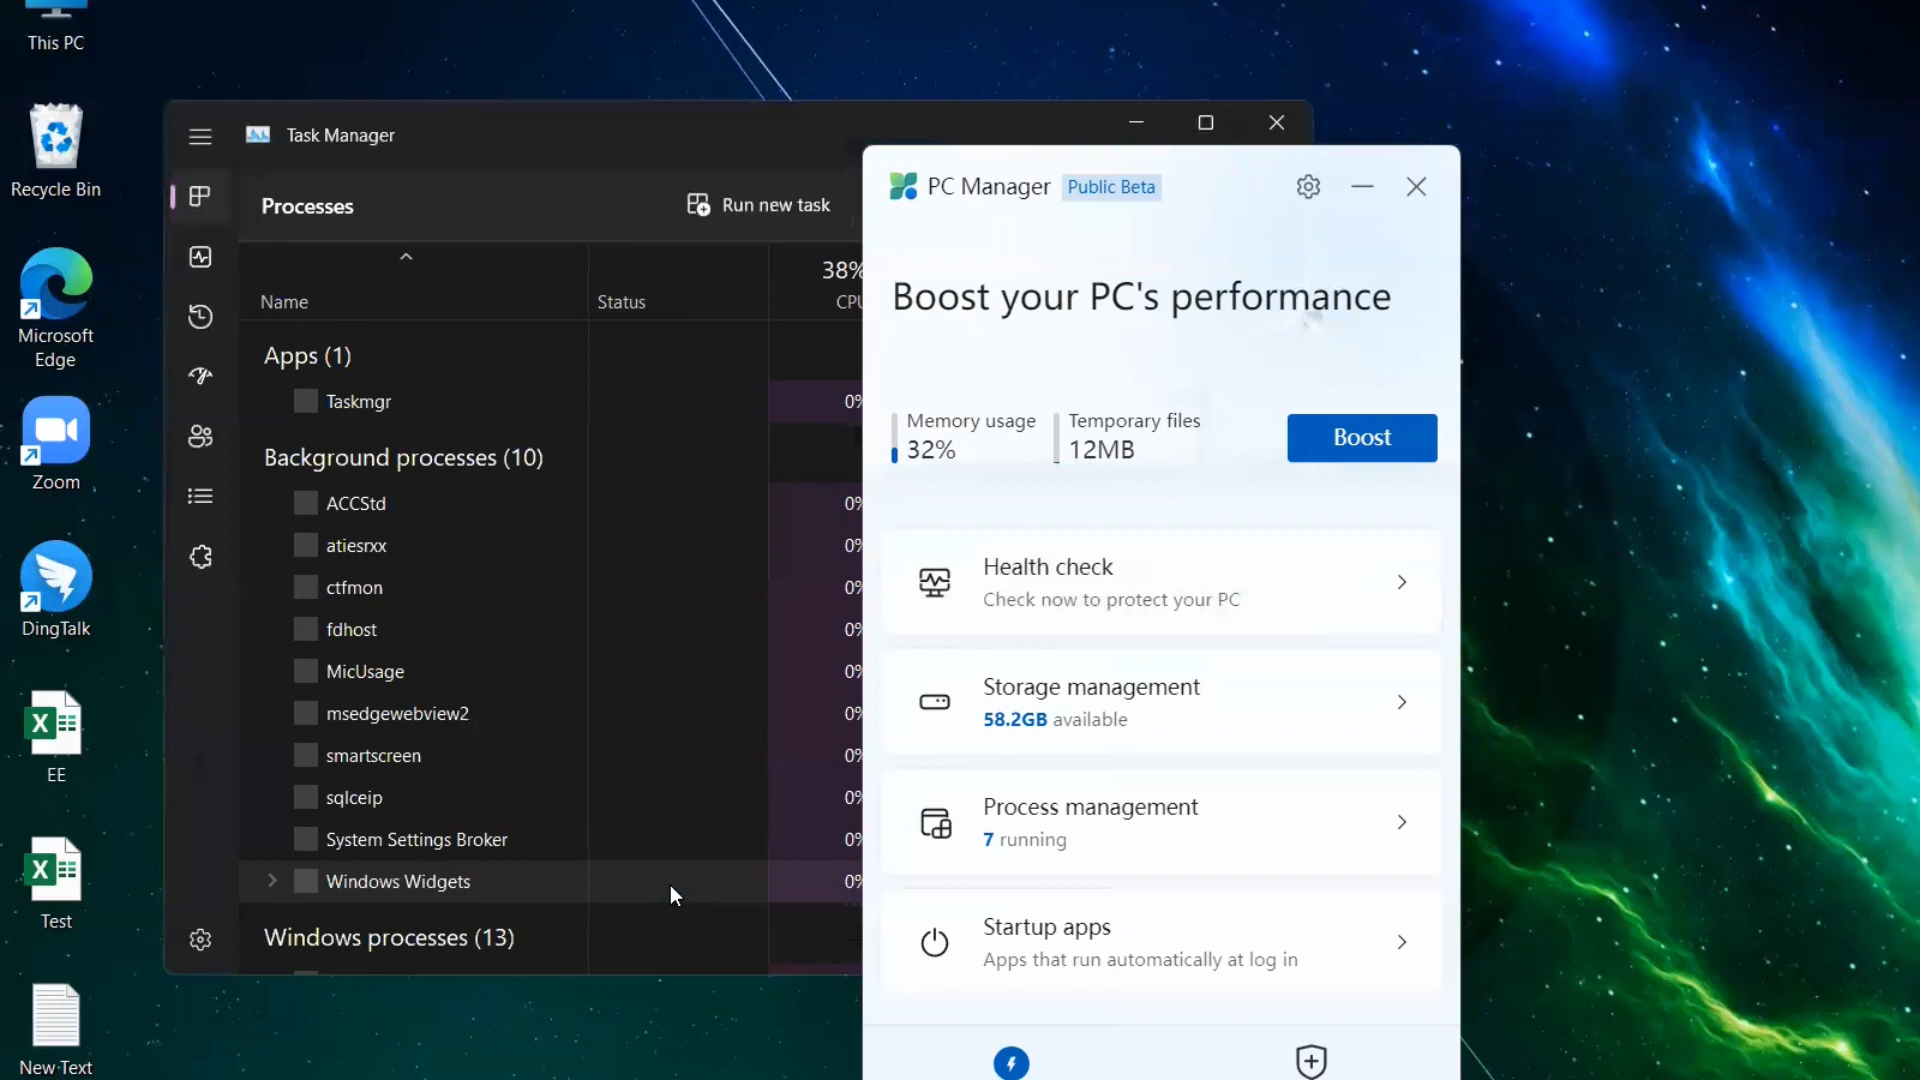 This PC
Recycle Bin
Microsoft
Edge
Zoom
DingTalk
EE
Test
New Text
Task Manager
Processes
Run new task
38%
Name
Status
CPU
Apps (1)
Taskmgr
0%
Background processes (10)
ACCStd
0%
atiesrxx
0%
ctfmon
0%
fdhost
0%
MicUsage
0%
msedgewebview2
0%
smartscreen
0%
sqlceip
0%
System Settings Broker
0%
Windows Widgets
0%
Windows processes (13)
PC Manager
Public Beta
Boost your PC's performance
Memory usage
32%
Temporary files
12MB
Boost
Health check
Check now to protect your PC
Storage management
58.2GB available
Process management
7 running
Startup apps
Apps that run automatically at log in